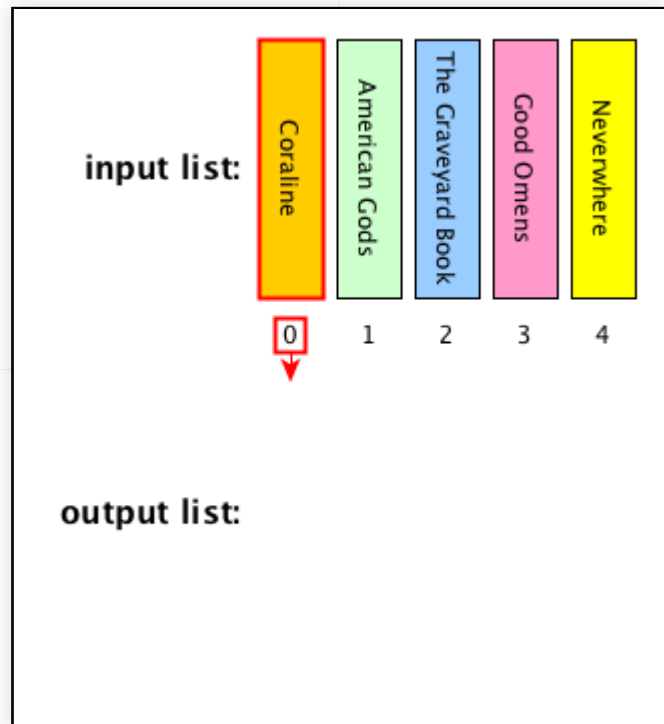 input list:
Coraline
American Gods
The Graveyard Book
Good Omens
Neverwhere
0 1 2 3 4
output list: